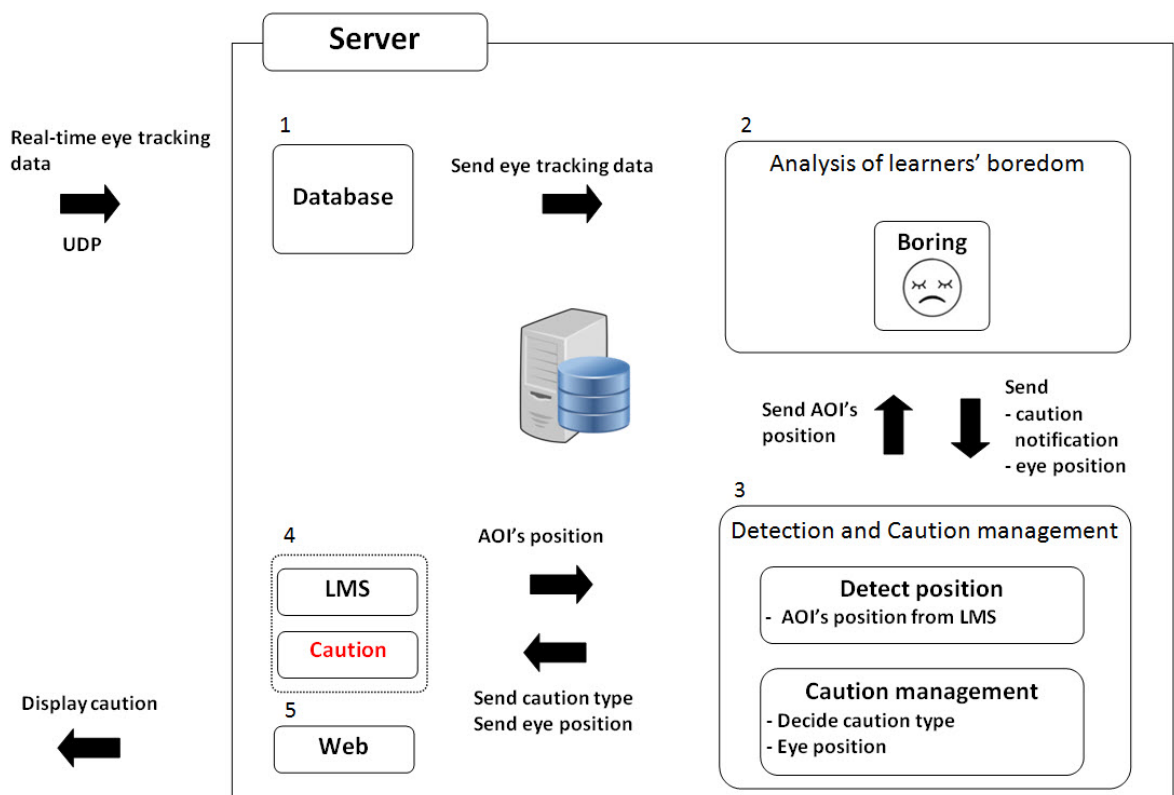 Server
Real-time eye tracking
data
UDP
1
Database
Send eye tracking data
2
Analysis of learners' boredom
Boring
Send AOI's
position
Send
- caution
notification
- eye position
3
Detection and Caution management
Detect position
- AOI's position from LMS
Caution management
- Decide caution type
- Eye position
4
LMS
Caution
AOI's position
Send caution type
Send eye position
5
Web
Display caution